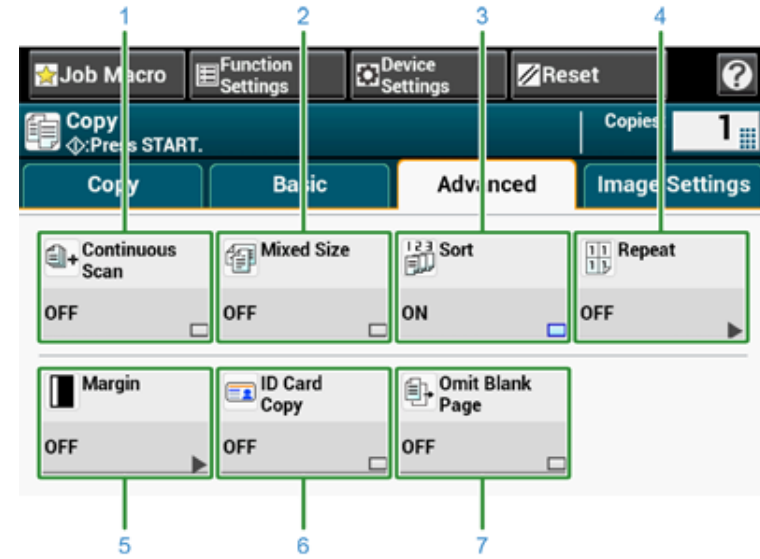 1 2 3 4
Job Macro Function Settings Device Settings Reset ?
Copy
:Press START.
Copies: 1
Copy Basic Advanced Image Settings
Continuous Scan Mixed Size Sort Repeat
OFF OFF ON OFF
Margin ID Card Copy Omit Blank Page
OFF OFF OFF
5 6 7